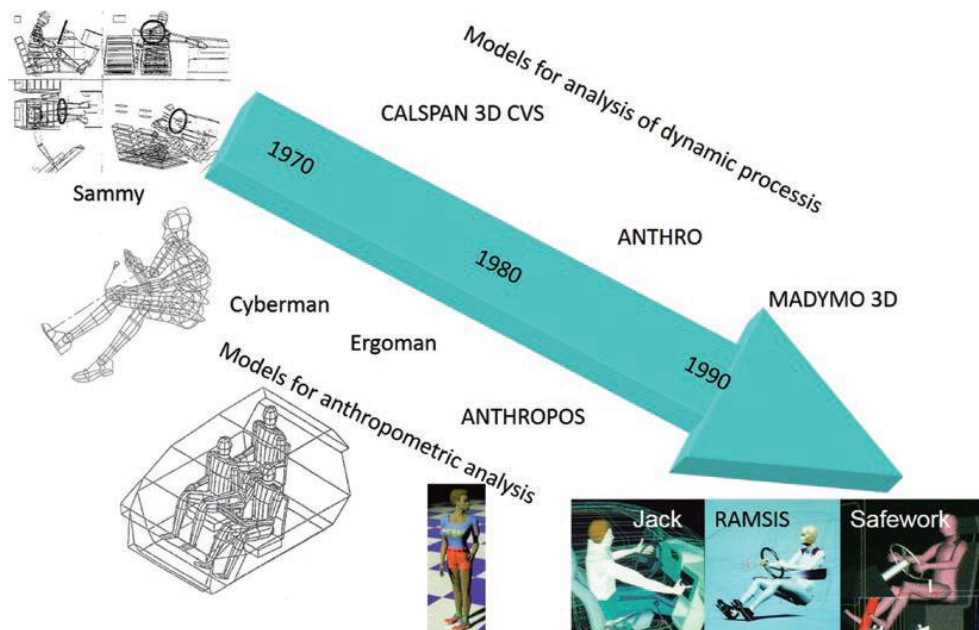 Models for analysis of dynamic processis
CALSPAN 3D CVS
1970
Sammy
ANTHRO
1980
MADYMO 3D
Cyberman
Ergoman
1990
Models for anthropometric analysis
ANTHROPOS
Jack
RAMSIS
Safework